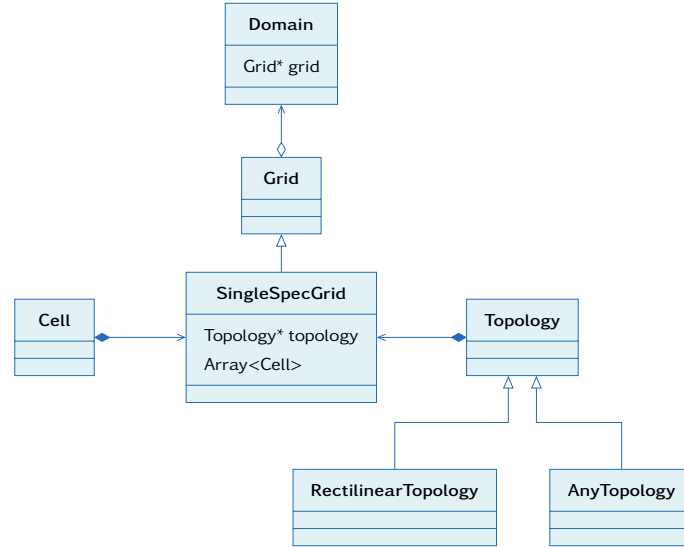 Domain
Grid* grid
Grid
SingleSpecGrid
Topology* topology
Array<Cell>
Cell
Topology
RectilinearTopology
AnyTopology